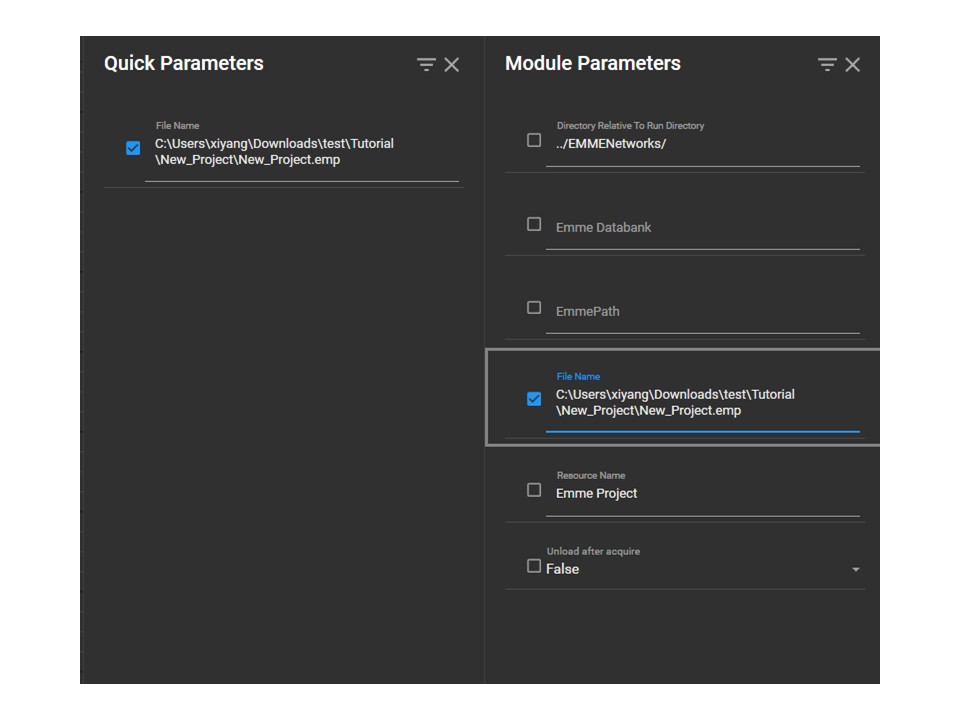 Quick Parameters
File Name
C:\Users\xiyang\Downloads\test\Tutorial
\New_Project\New_Project.emp
Module Parameters
Directory Relative To Run Directory
../EMMENetworks/
Emme Databank
EmmePath
File Name
C:\Users\xiyang\Downloads\test\Tutorial
\New_Project\New_Project.emp
Resource Name
Emme Project
Unload after acquire
False